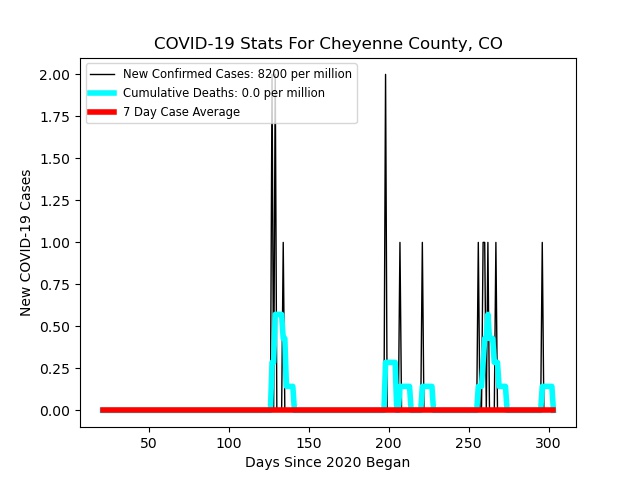 COVID-19 Stats For Cheyenne County, CO
New Confirmed Cases: 8200 per million
Cumulative Deaths: 0.0 per million
7 Day Case Average
New COVID-19 Cases
2.00
1.75
1.50
1.25
1.00
0.75
0.50
0.25
0.00
50 100 150 200 250 300
Days Since 2020 Began